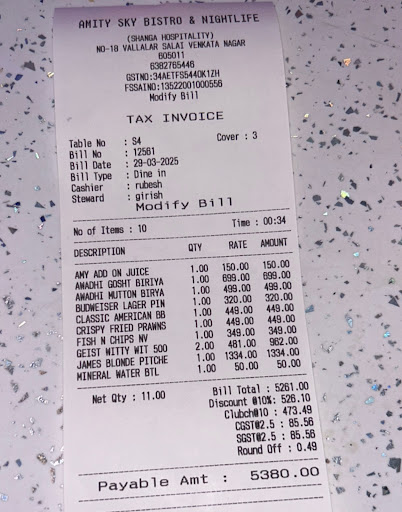 AMITY SKY BISTRO & NIGHTLIFE
(SHANGA HOSPITALITY)
NO-18 VALLALAR SALAI VENKATA NAGAR
605011
6382765446
GSTNO:34AETFS5440K1ZH
FSSAINO:13522001000556
Modify Bill
TAX INVOICE
Table No : S4 Cover : 3
Bill No : 12561
Bill Date : 29-03-2025
Bill Type : Dine in
Cashier : rubesh
Steward : girish
Modify Bill
No of Items : 10 Time : 00:34
DESCRIPTION QTY RATE AMOUNT
AMY ADD ON JUICE 1.00 150.00 150.00
AWADHI GOSHT BIRIYA 1.00 699.00 699.00
AWADHI MUTTON BIRYA 1.00 499.00 499.00
BUDWEISER LAGER PIN 1.00 320.00 320.00
CLASSIC AMERICAN BB 1.00 449.00 449.00
CRISPY FRIED PRAWNS 1.00 449.00 449.00
FISH N CHIPS NV 1.00 349.00 349.00
GEIST WITTY WIT 500 2.00 481.00 962.00
JAMES BLONDE PITCHE 1.00 1334.00 1334.00
MINERAL WATER BTL 1.00 50.00 50.00
Net Qty : 11.00 Bill Total : 5261.00
Discount @10%: 526.10
Clubch@10 : 473.49
CGST@2.5 : 85.56
SGST@2.5 : 85.56
Round Off : 0.49
Payable Amt : 5380.00